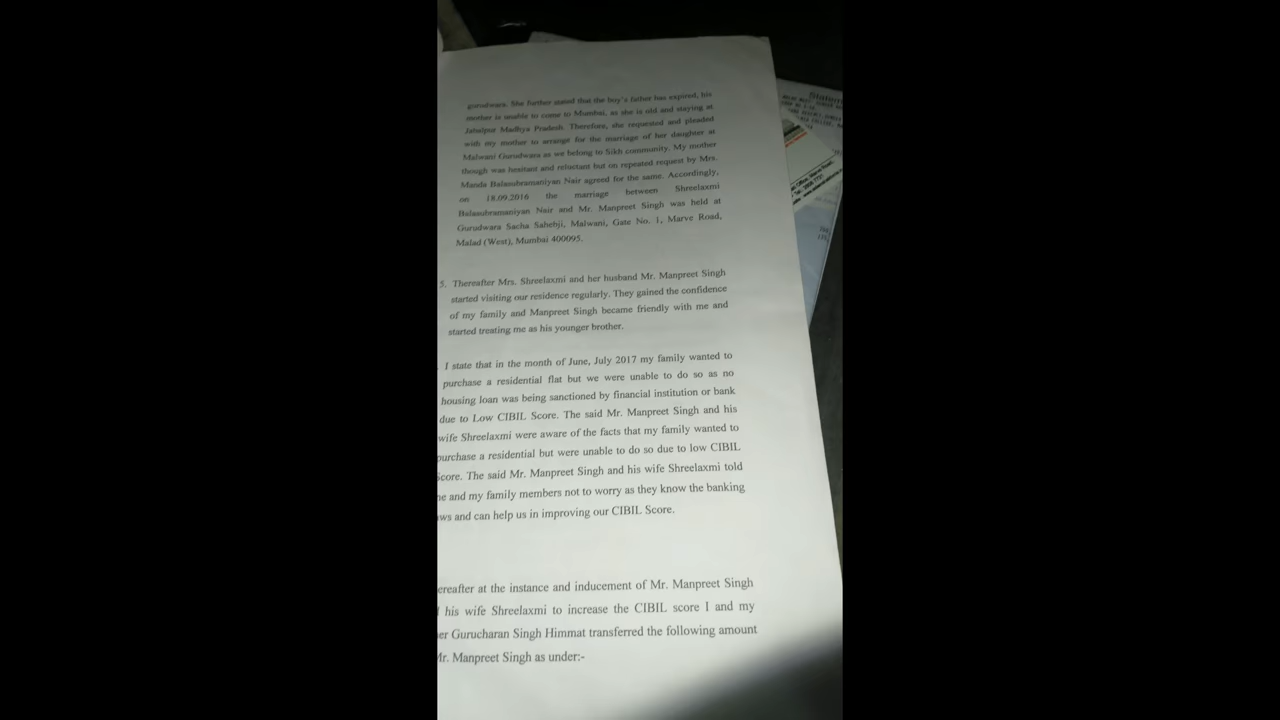 gurudwara. She further stated that the boy's father has expired, his
mother is unable to come to Mumbai, as she is old and staying at
Jabalpur Madhya Pradesh. Therefore, she requested and pleaded
with my mother to arrange for the marriage of her daughter at
Malwani Gurudwara as we belong to Sikh community. My mother
though was hesitant and reluctant but on repeated request by Mrs.
Manda Balasubramaniyan Nair agreed for the same. Accordingly,
on 18.09.2016 the marriage between Shreelaxmi
Balasubramaniyan Nair and Mr. Manpreet Singh was held at
Gurudwara Sacha Sahebji, Malwani, Gate No. 1, Marve Road,
Malad (West), Mumbai 400095.
5. Thereafter Mrs. Shreelaxmi and her husband Mr. Manpreet Singh
started visiting our residence regularly. They gained the confidence
of my family and Manpreet Singh became friendly with me and
started treating me as his younger brother.
. I state that in the month of June, July 2017 my family wanted to
purchase a residential flat but we were unable to do so as no
housing loan was being sanctioned by financial institution or bank
due to Low CIBIL Score. The said Mr. Manpreet Singh and his
wife Shreelaxmi were aware of the facts that my family wanted to
purchase a residential but were unable to do so due to low CIBIL
score. The said Mr. Manpreet Singh and his wife Shreelaxmi told
me and my family members not to worry as they know the banking
ws and can help us in improving our CIBIL Score.
ereafter at the instance and inducement of Mr. Manpreet Singh
his wife Shreelaxmi to increase the CIBIL score I and my
er Gurucharan Singh Himmat transferred the following amount
Mr. Manpreet Singh as under:-
Statem